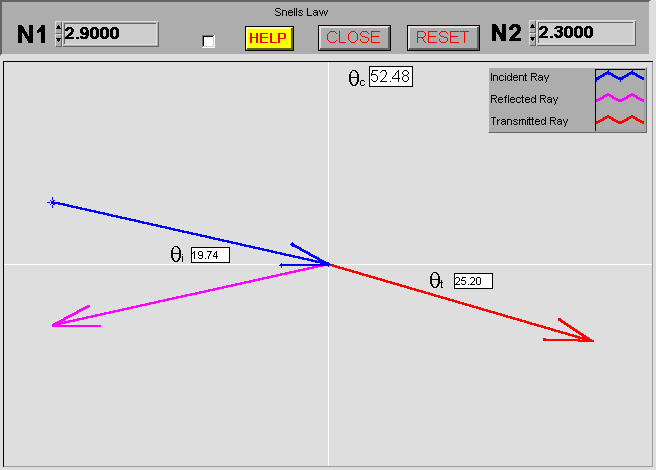 Snells Law
N1 2.9000 HELP CLOSE RESET N2 2.3000
θc 52.48
Incident Ray
Reflected Ray
Transmitted Ray
θi 19.74
θt 25.20